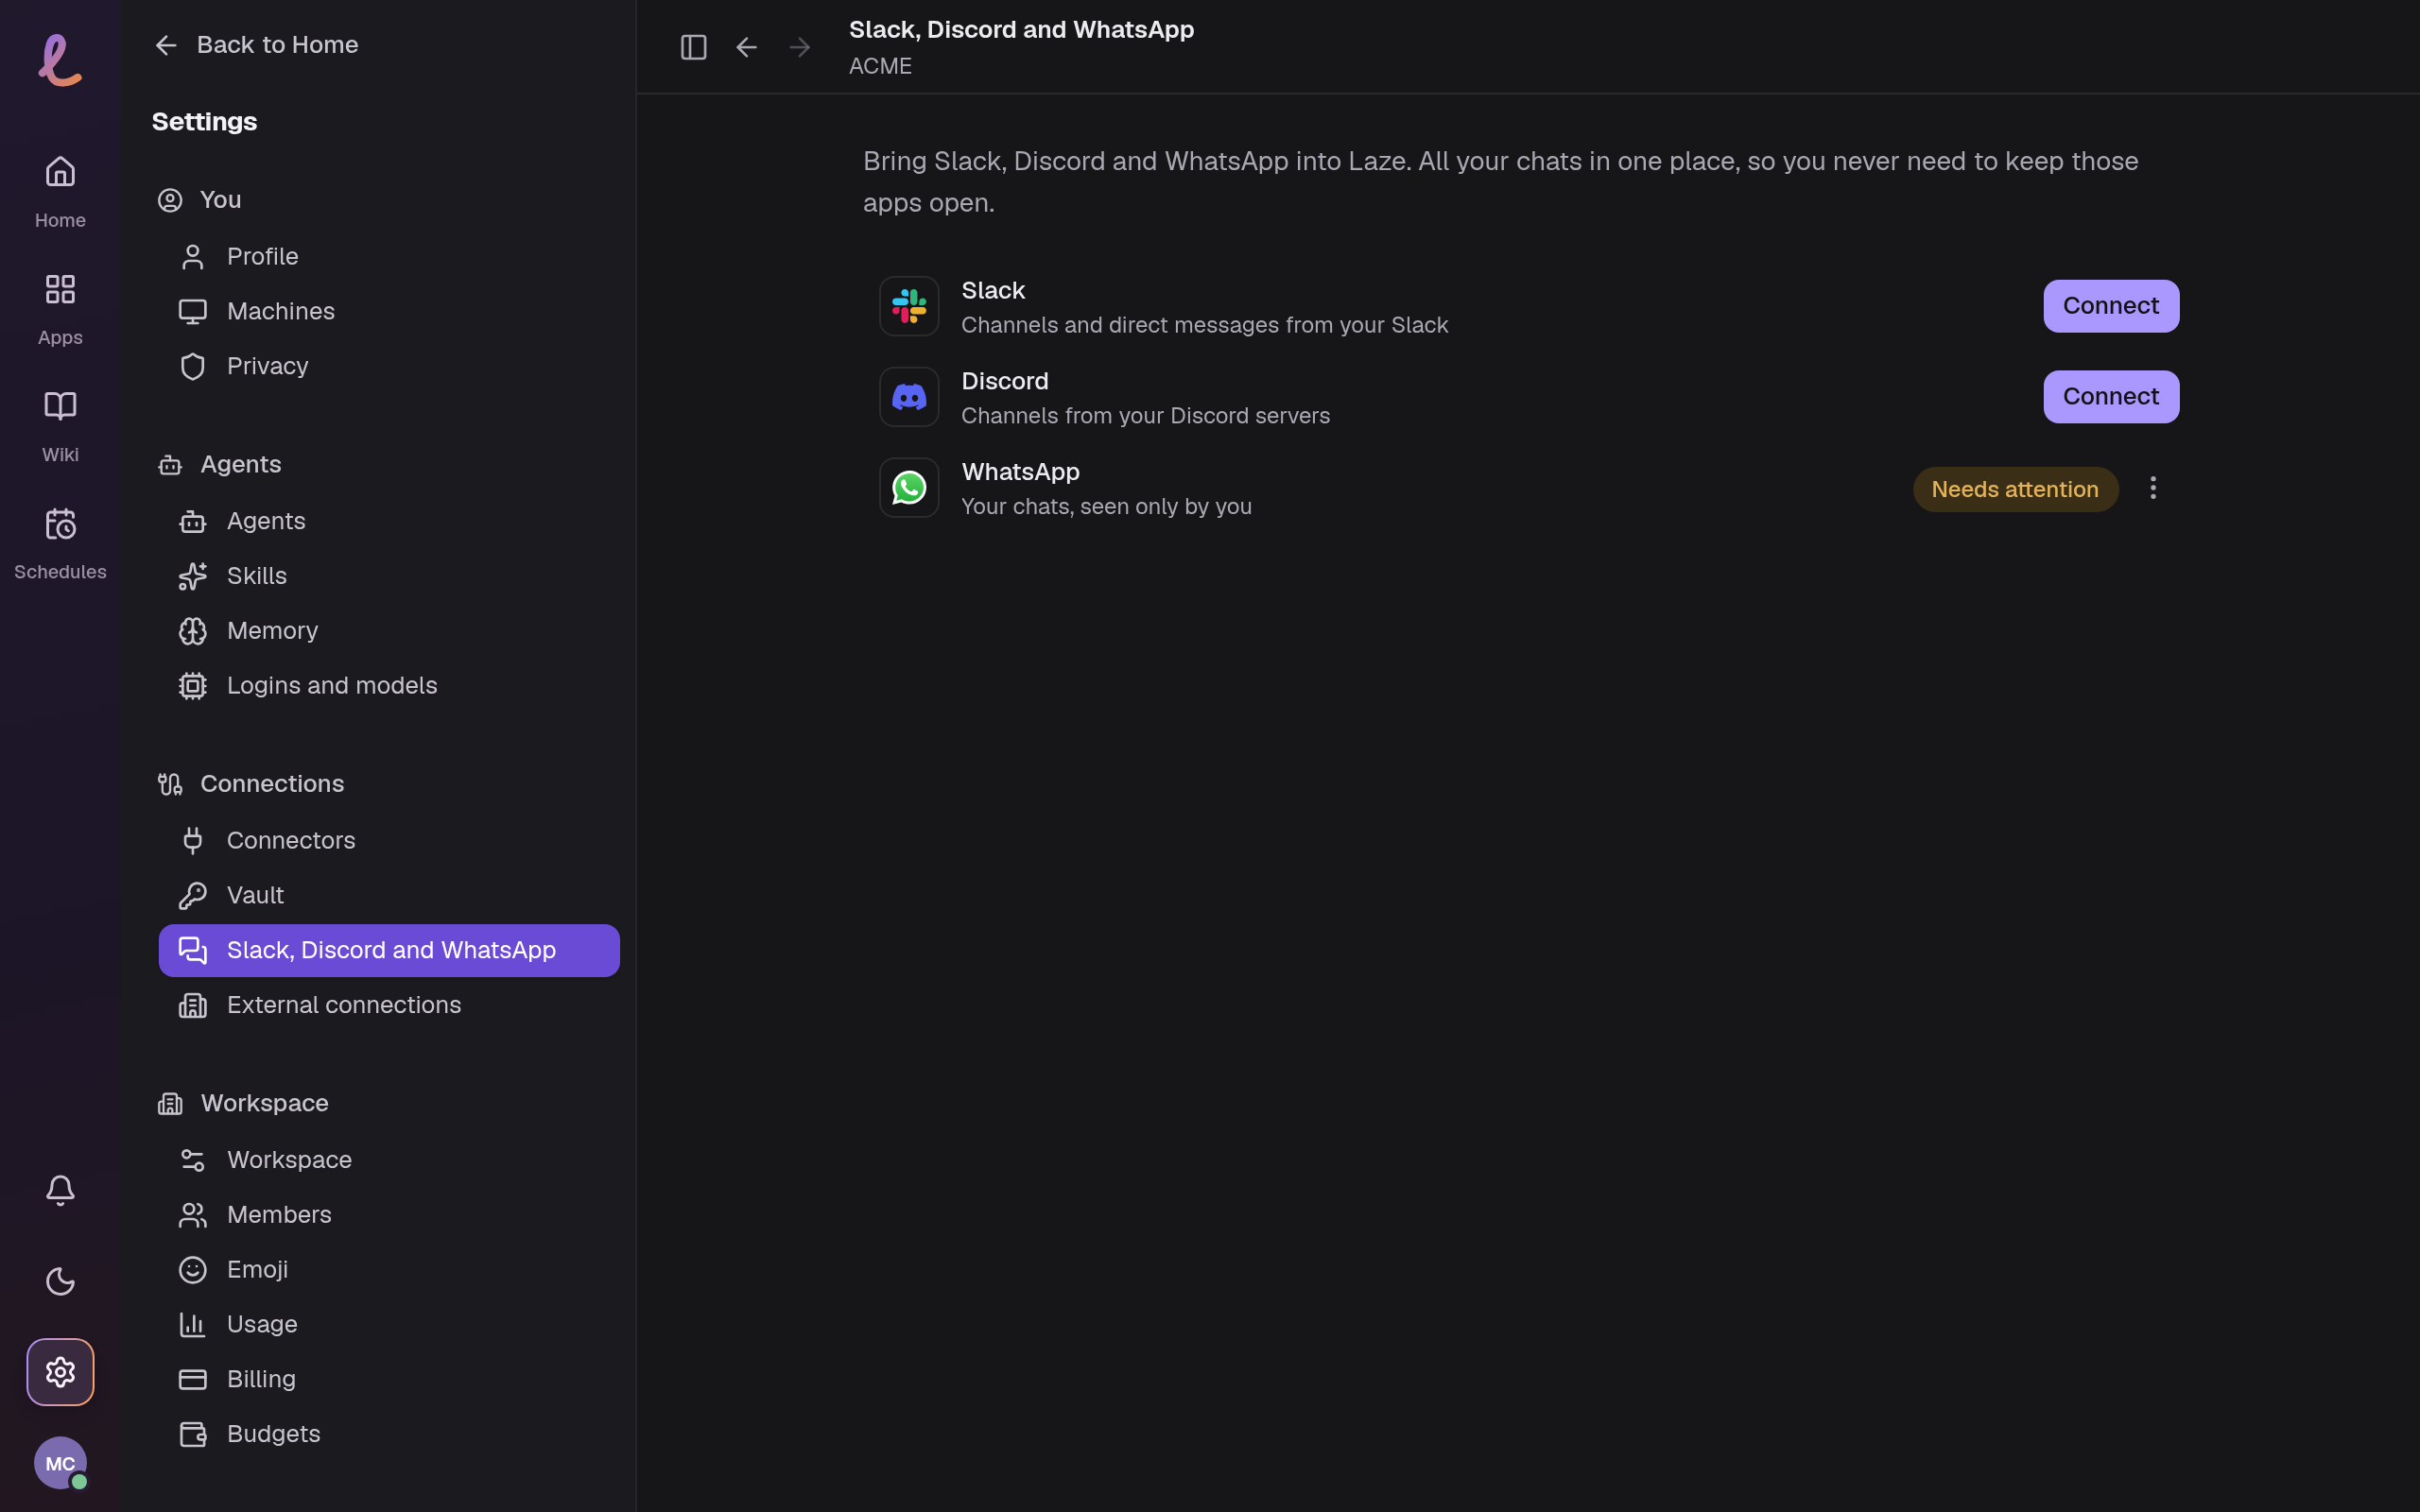 Back to Home
Settings
You
Profile
Machines
Privacy
Agents
Agents
Skills
Memory
Logins and models
Connections
Connectors
Vault
Slack, Discord and WhatsApp
External connections
Workspace
Workspace
Members
Emoji
Usage
Billing
Budgets
Home
Apps
Wiki
Schedules
MC
Slack, Discord and WhatsApp
ACME
Bring Slack, Discord and WhatsApp into Laze. All your chats in one place, so you never need to keep those
apps open.
Slack
Channels and direct messages from your Slack
Connect
Discord
Channels from your Discord servers
Connect
WhatsApp
Your chats, seen only by you
Needs attention